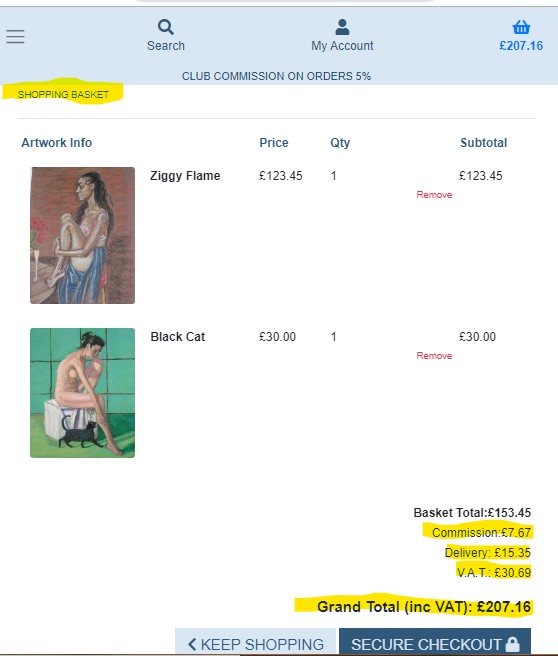 Search
My Account
£207.16
CLUB COMMISSION ON ORDERS 5%
SHOPPING BASKET
Artwork Info Price Qty Subtotal
Ziggy Flame £123.45 1 £123.45
Remove
Black Cat £30.00 1 £30.00
Remove
Basket Total:£153.45
Commission:£7.67
Delivery: £15.35
V.A.T.: £30.69
Grand Total (inc VAT): £207.16
KEEP SHOPPING SECURE CHECKOUT